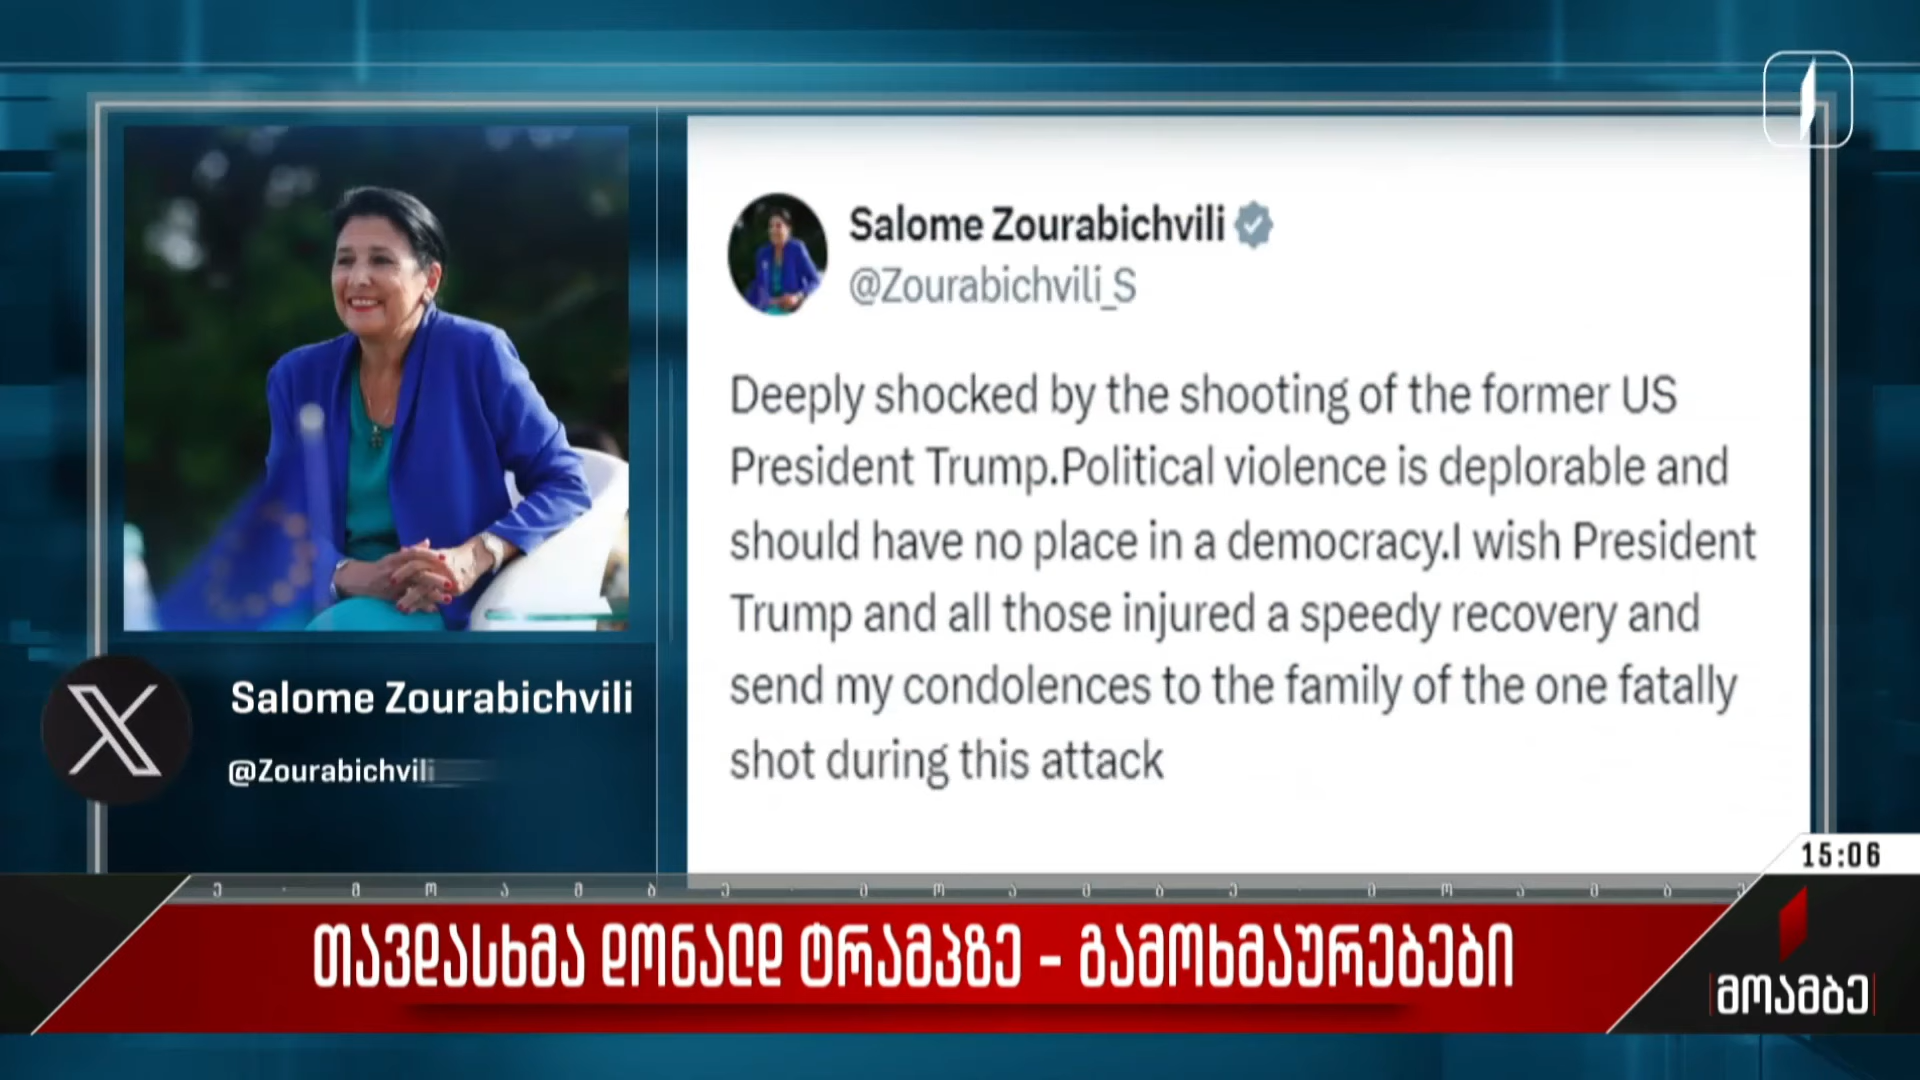 Salome Zourabichvili
@Zourabichvili_S
Deeply shocked by the shooting of the former US
President Trump.Political violence is deplorable and
should have no place in a democracy.I wish President
Trump and all those injured a speedy recovery and
send my condolences to the family of the one fatally
shot during this attack
Salome Zourabichvili
@Zourabichvili
15:06
ე · მოამბე · მოამბე · მოამბე
თავდასხმა დონალდ ტრამპზე - გამოხმაურებები
მოამბე